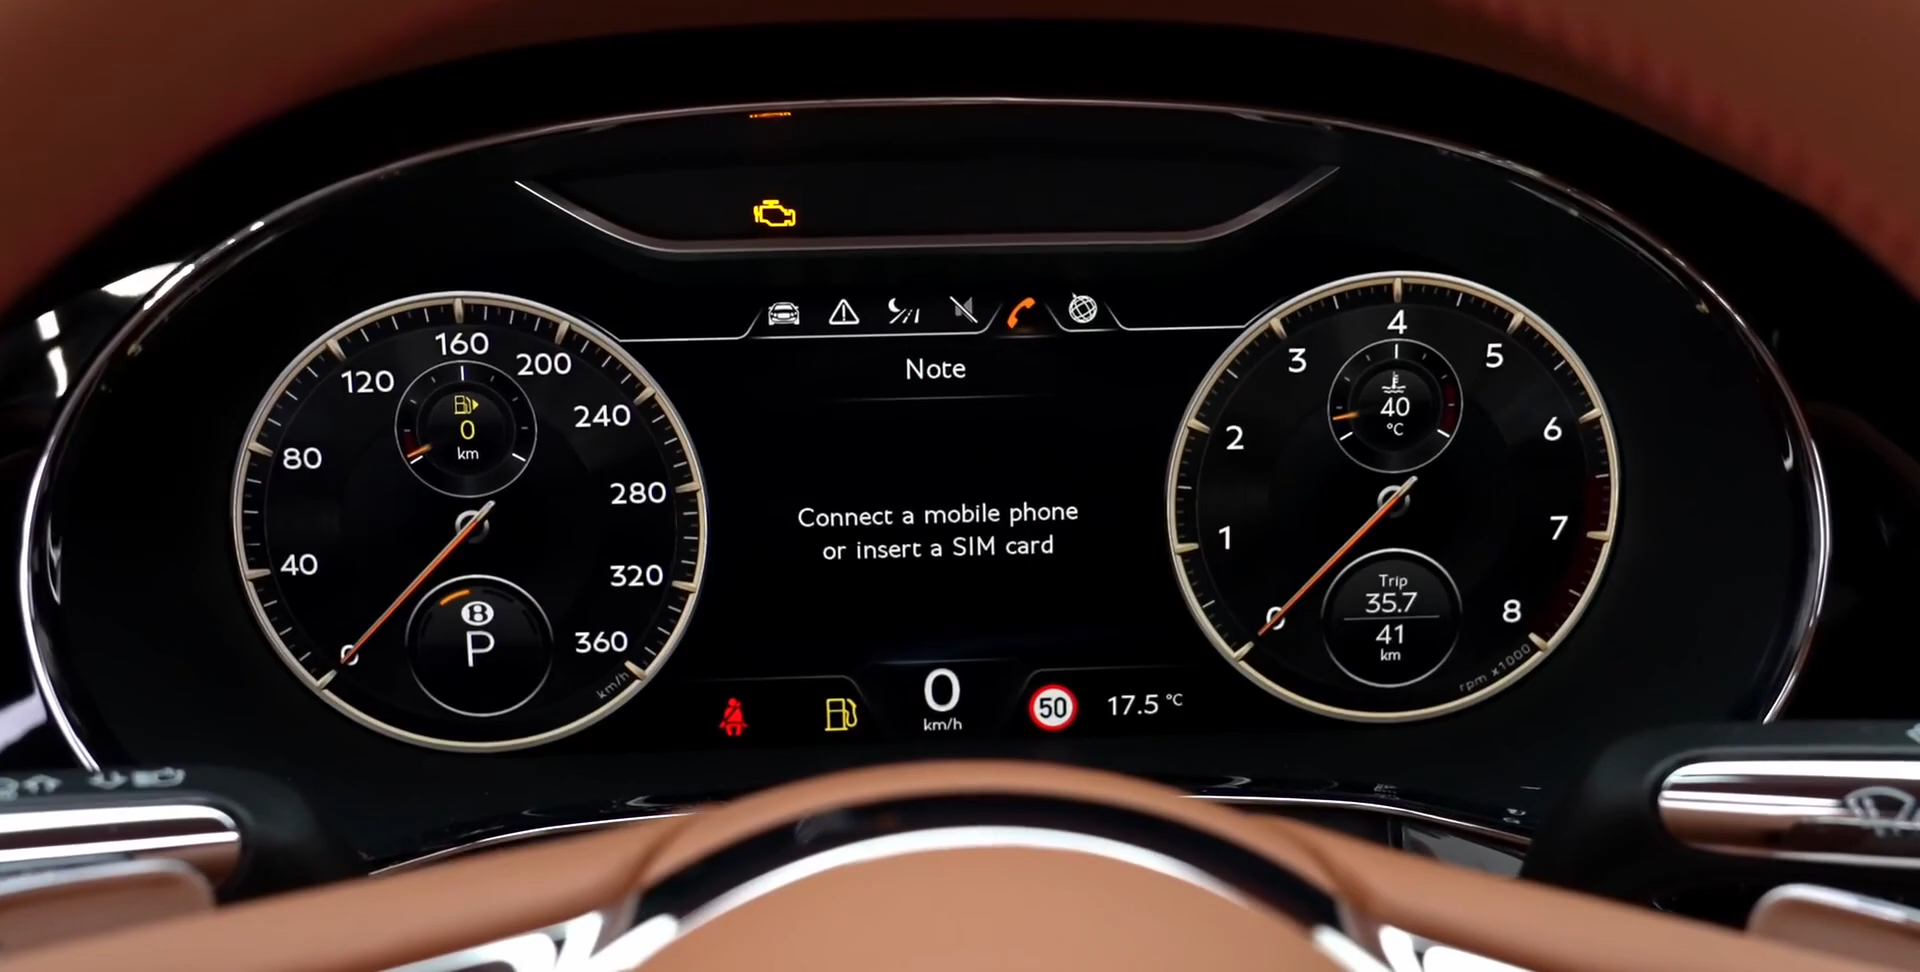 Note
Connect a mobile phone
or insert a SIM card
0
40
80
120
160
200
240
280
320
360
km/h
0
km
B
P
0
km/h
50
17.5 °C
0
1
2
3
4
5
6
7
8
rpm x1000
40
°C
Trip
35.7
41
km